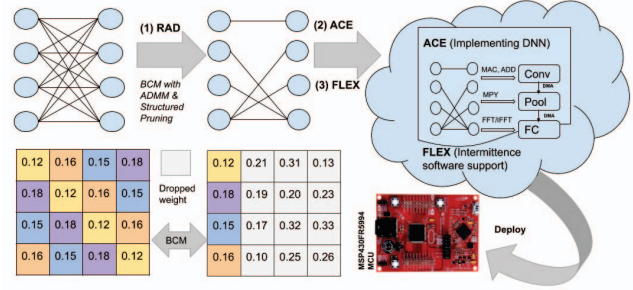 (1) RAD
BCM with
ADMM &
Structured
Pruning
(2) ACE
(3) FLEX
ACE (Implementing DNN)
MAC, ADD
Conv
DMA
MPY
Pool
DMA
FFT/IFFT
FC
FLEX (Intermittence
software support)
0.12 0.16 0.15 0.18
0.18 0.12 0.16 0.15
0.15 0.18 0.12 0.16
0.16 0.15 0.18 0.12
Dropped
weight
BCM
0.12 0.21 0.31 0.13
0.18 0.19 0.20 0.23
0.15 0.17 0.32 0.33
0.16 0.10 0.25 0.26
MSP430FR5994
MCU
Deploy